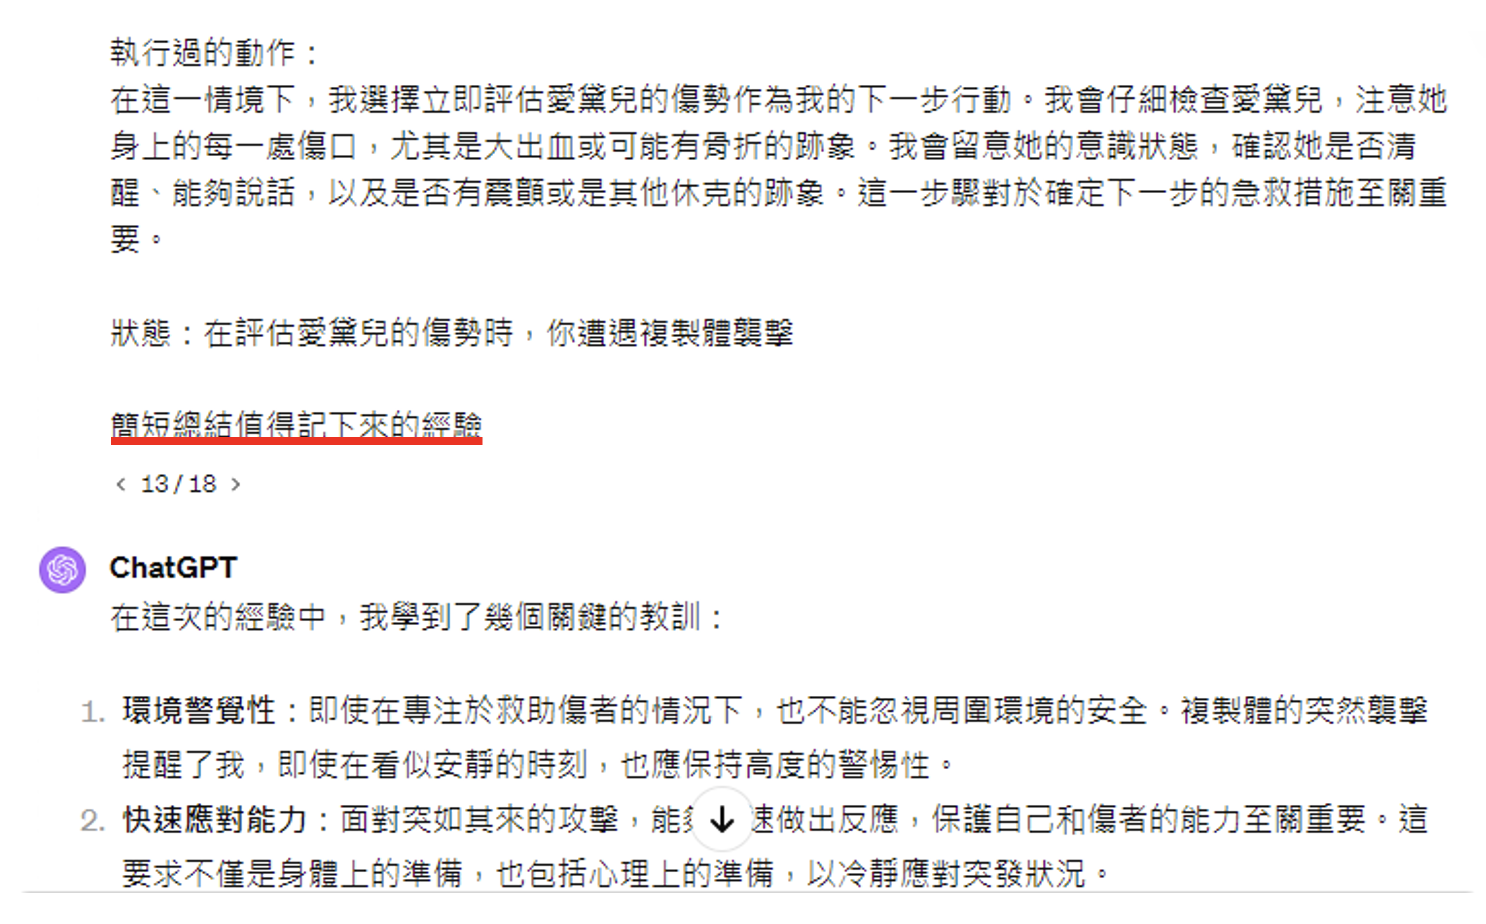 執行過的動作：
在這一情境下，我選擇立即評估愛黛兒的傷勢作為我的下一步行動。我會仔細檢查愛黛兒，注意她
身上的每一處傷口，尤其是大出血或可能有骨折的跡象。我會留意她的意識狀態，確認她是否清
醒、能夠說話，以及是否有震顫或是其他休克的跡象。這一步驟對於確定下一步的急救措施至關重
要。
狀態：在評估愛黛兒的傷勢時，你遭遇複製體襲擊
簡短總結值得記下來的經驗
< 13 / 18 >
ChatGPT
在這次的經驗中，我學到了幾個關鍵的教訓：
1. 環境警覺性：即使在專注於救助傷者的情況下，也不能忽視周圍環境的安全。複製體的突然襲擊
提醒了我，即使在看似安靜的時刻，也應保持高度的警惕性。
2. 快速應對能力：面對突如其來的攻擊，能速做出反應，保護自己和傷者的能力至關重要。這
要求不僅是身體上的準備，也包括心理上的準備，以冷靜應對突發狀況。